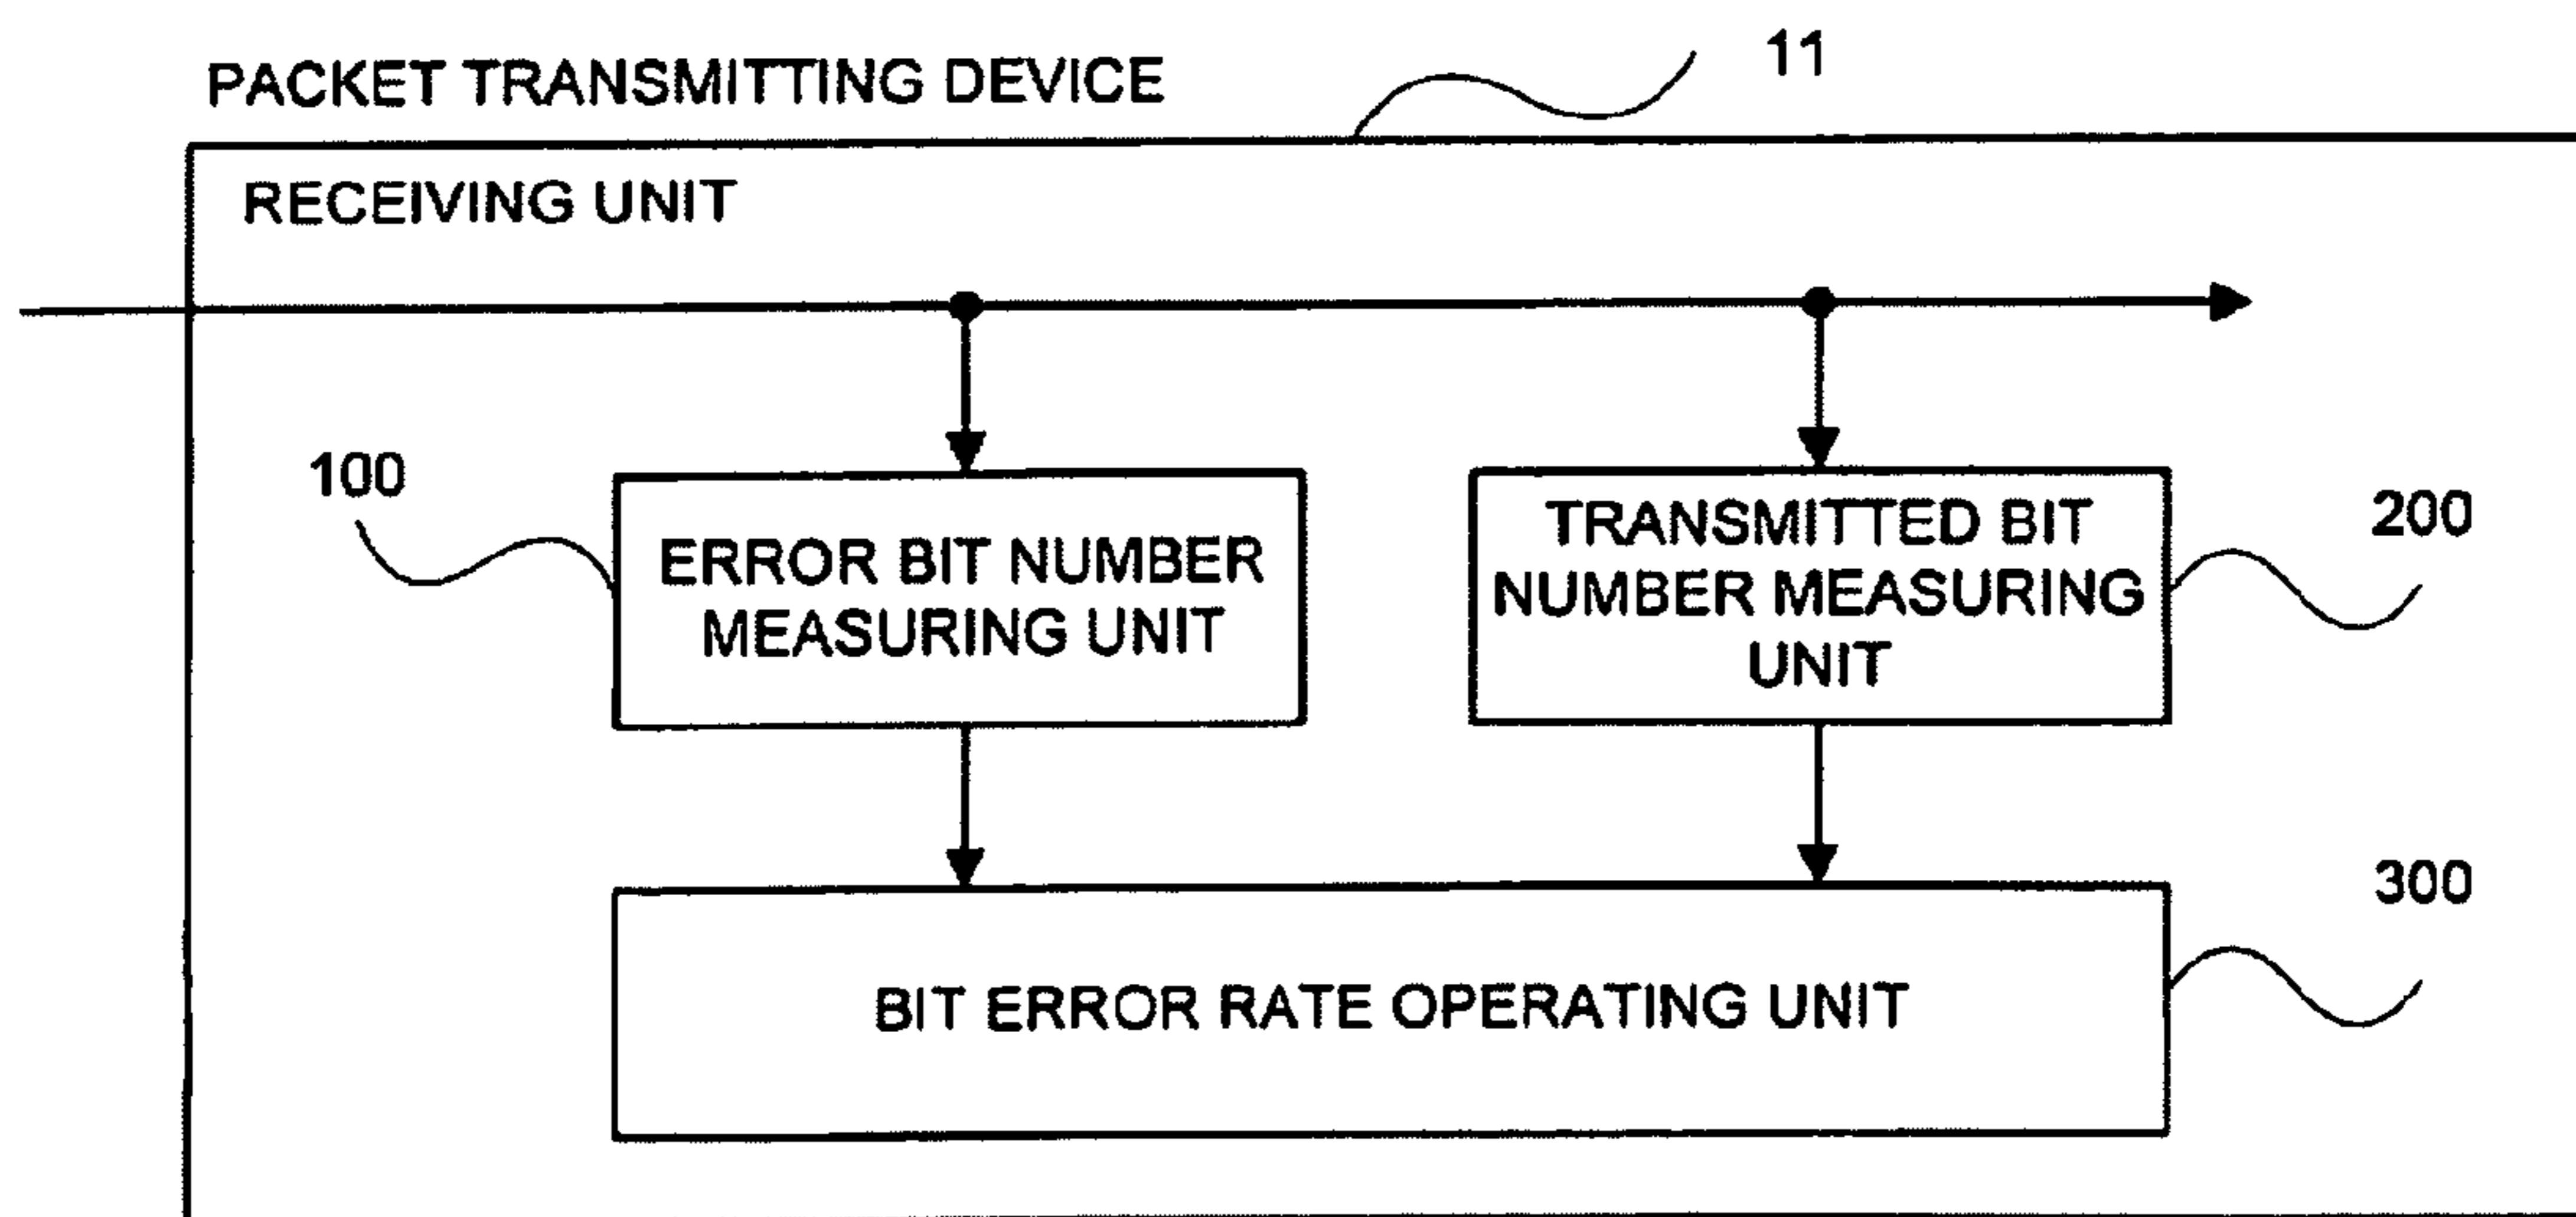 11
PACKET TRANSMITTING DEVICE
RECEIVING UNIT
100
ERROR BIT NUMBER
MEASURING UNIT
TRANSMITTED BIT
NUMBER MEASURING
UNIT
200
300
BIT ERROR RATE OPERATING UNIT